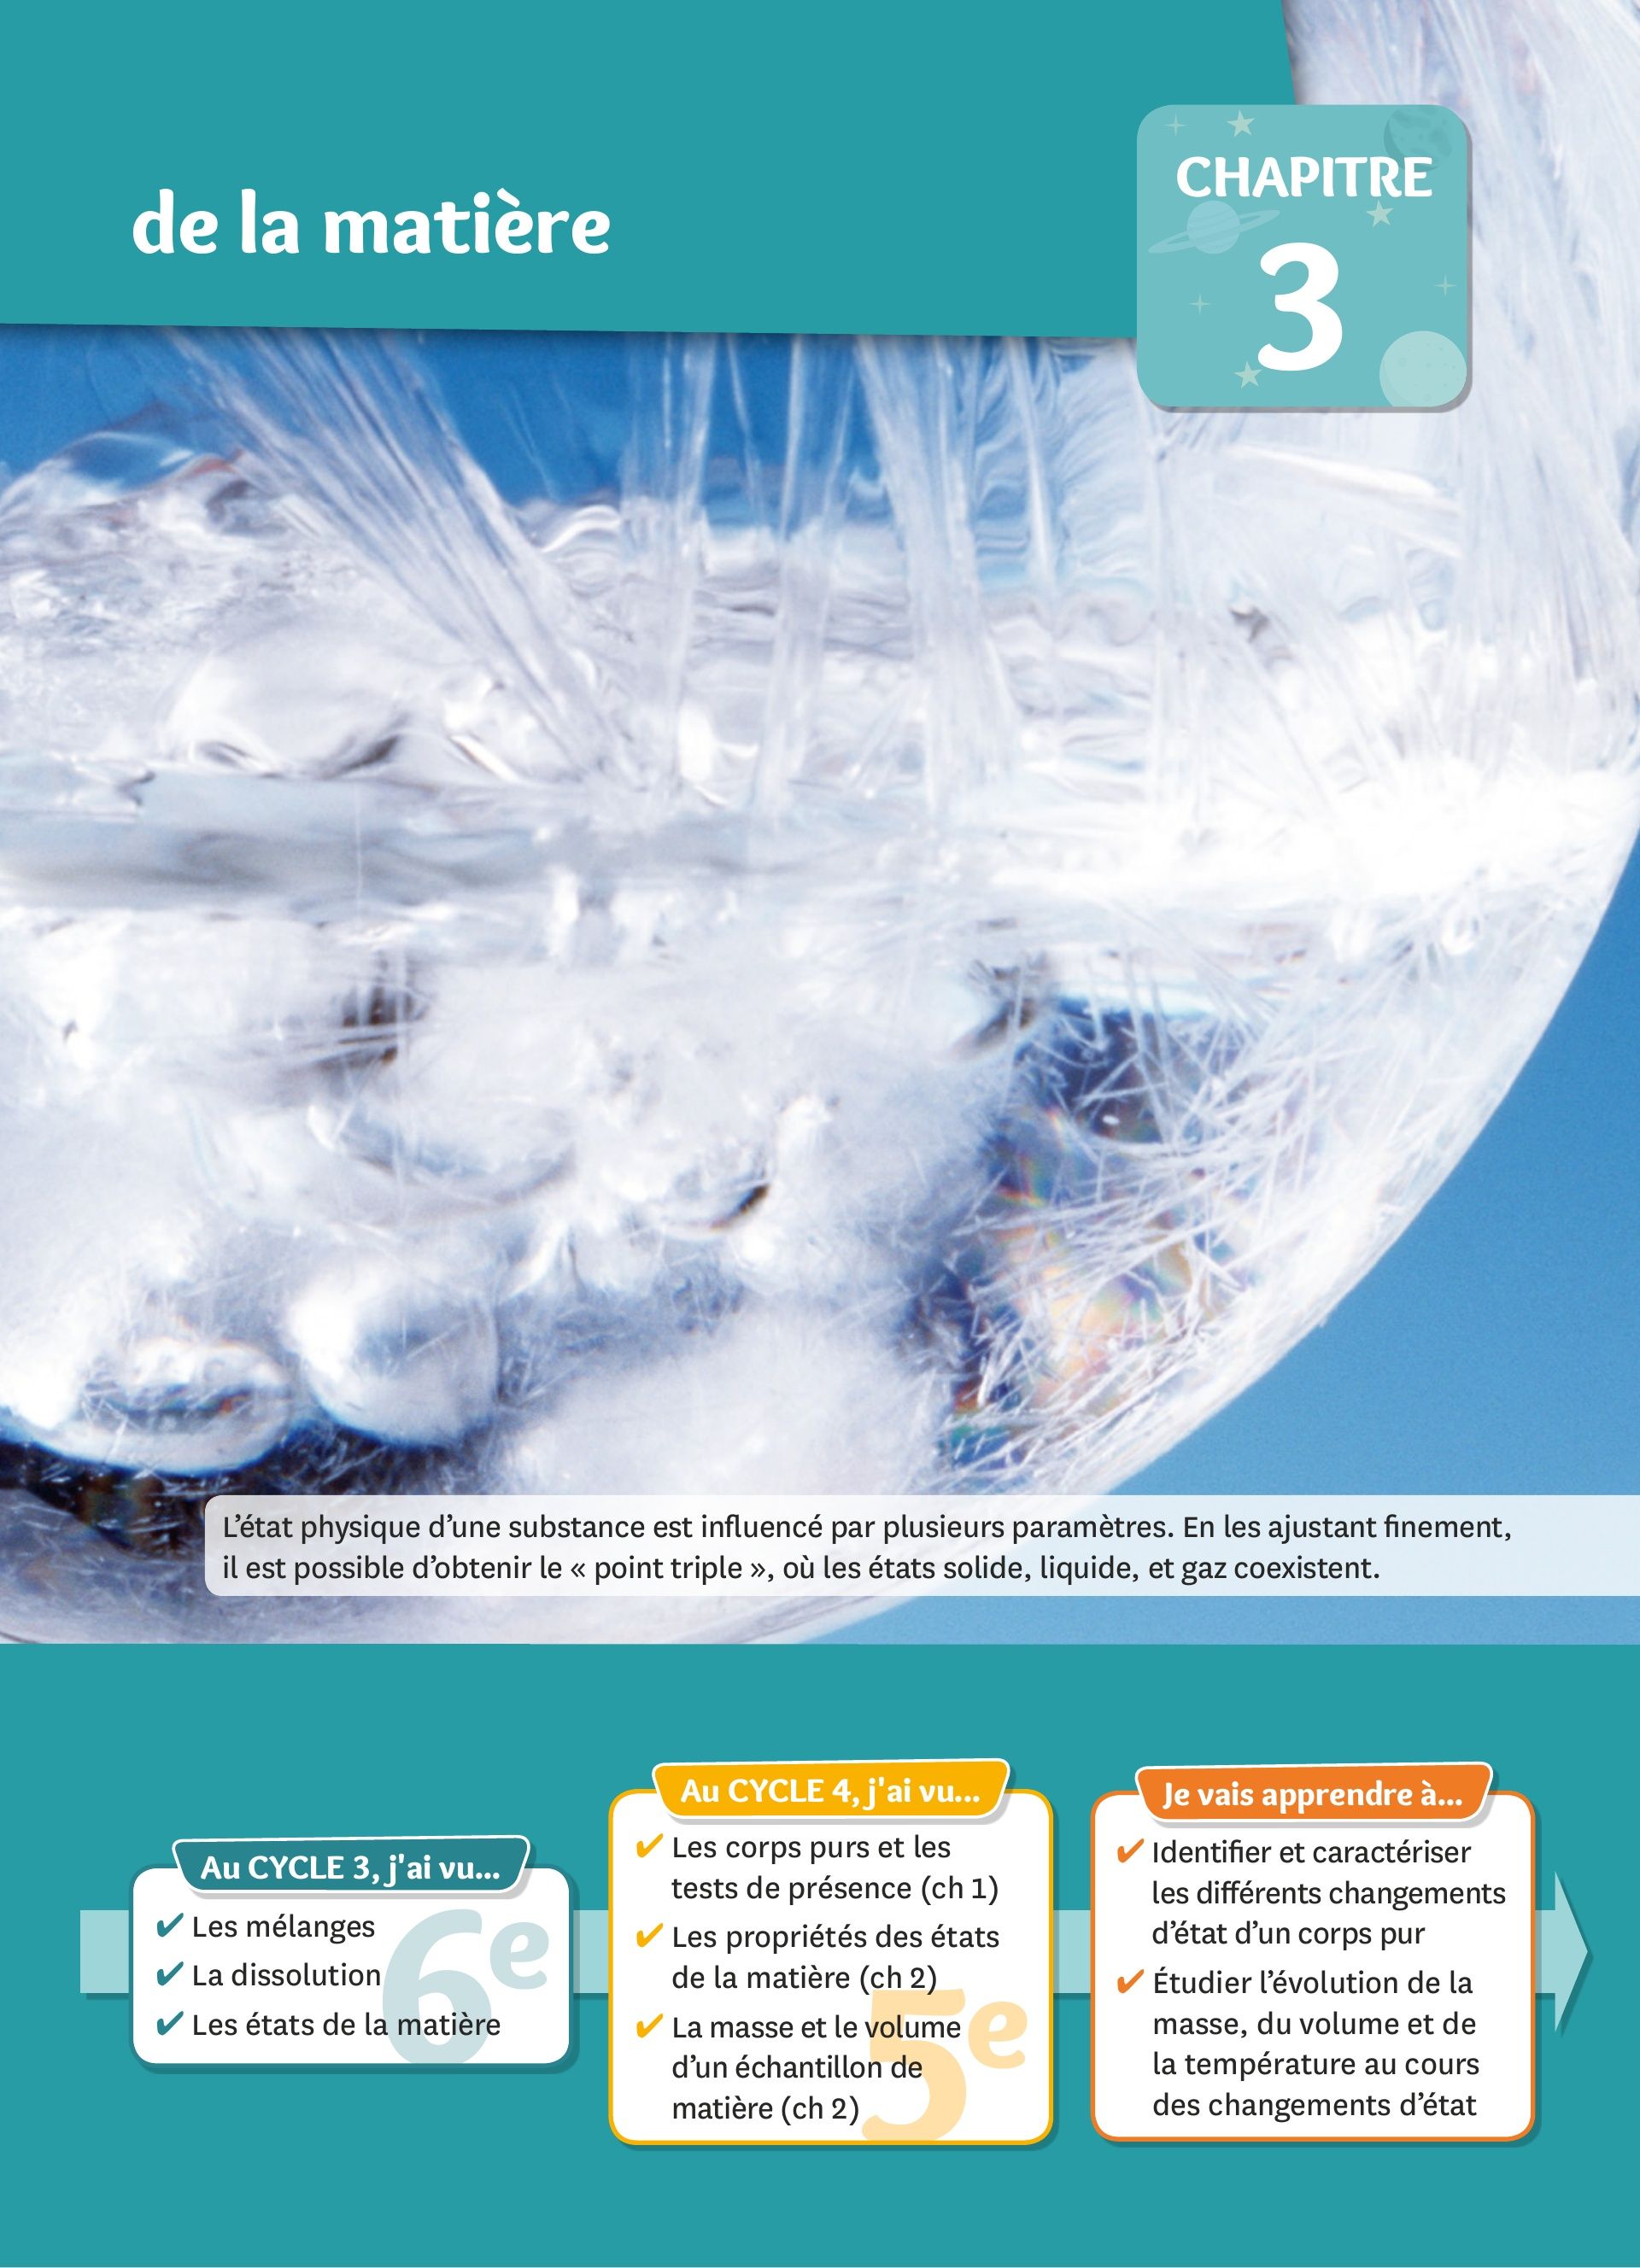 de la matière
CHAPITRE
3
L’état physique d’une substance est influencé par plusieurs paramètres. En les ajustant finement,
il est possible d’obtenir le « point triple », où les états solide, liquide, et gaz coexistent.
Au CYCLE 3, j'ai vu...
✔ Les mélanges
✔ La dissolution
✔ Les états de la matière
6e
Au CYCLE 4, j'ai vu...
✔ Les corps purs et les
tests de présence (ch 1)
✔ Les propriétés des états
de la matière (ch 2)
✔ La masse et le volume
d’un échantillon de
matière (ch 2)
5e
Je vais apprendre à...
✔ Identifier et caractériser
les différents changements
d’état d’un corps pur
✔ Étudier l’évolution de la
masse, du volume et de
la température au cours
des changements d’état